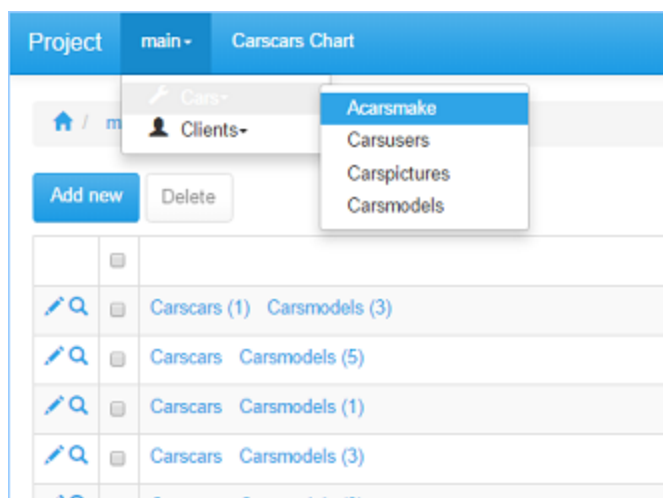 Project main Carscars Chart
Cars
Acarsmake
/ m
Clients
Carsusers
Carspictures
Add new Delete
Carsmodels
Carscars (1) Carsmodels (3)
Carscars Carsmodels (5)
Carscars Carsmodels (1)
Carscars Carsmodels (3)